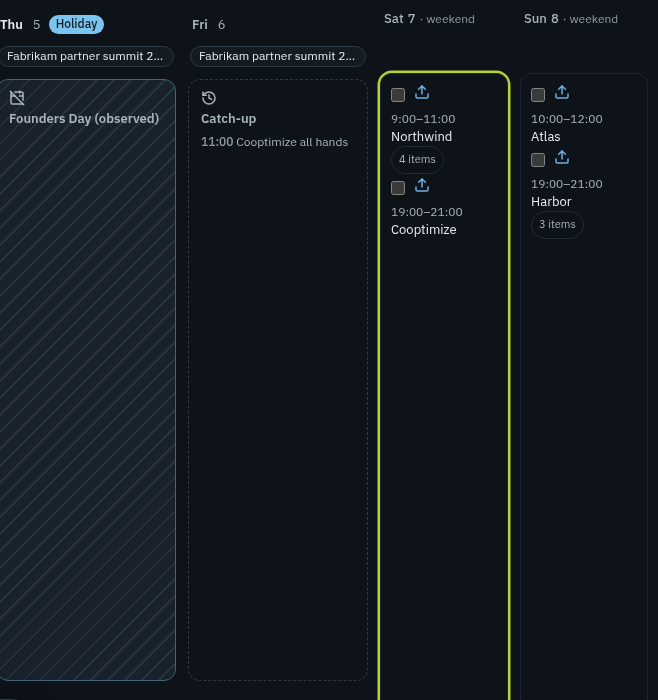 Thu 5 Holiday
Fabrikam partner summit 2...
Founders Day (observed)
Fri 6
Fabrikam partner summit 2...
Catch-up
11:00 Cooptimize all hands
Sat 7 · weekend
9:00–11:00
Northwind
4 items
19:00–21:00
Cooptimize
Sun 8 · weekend
10:00–12:00
Atlas
19:00–21:00
Harbor
3 items